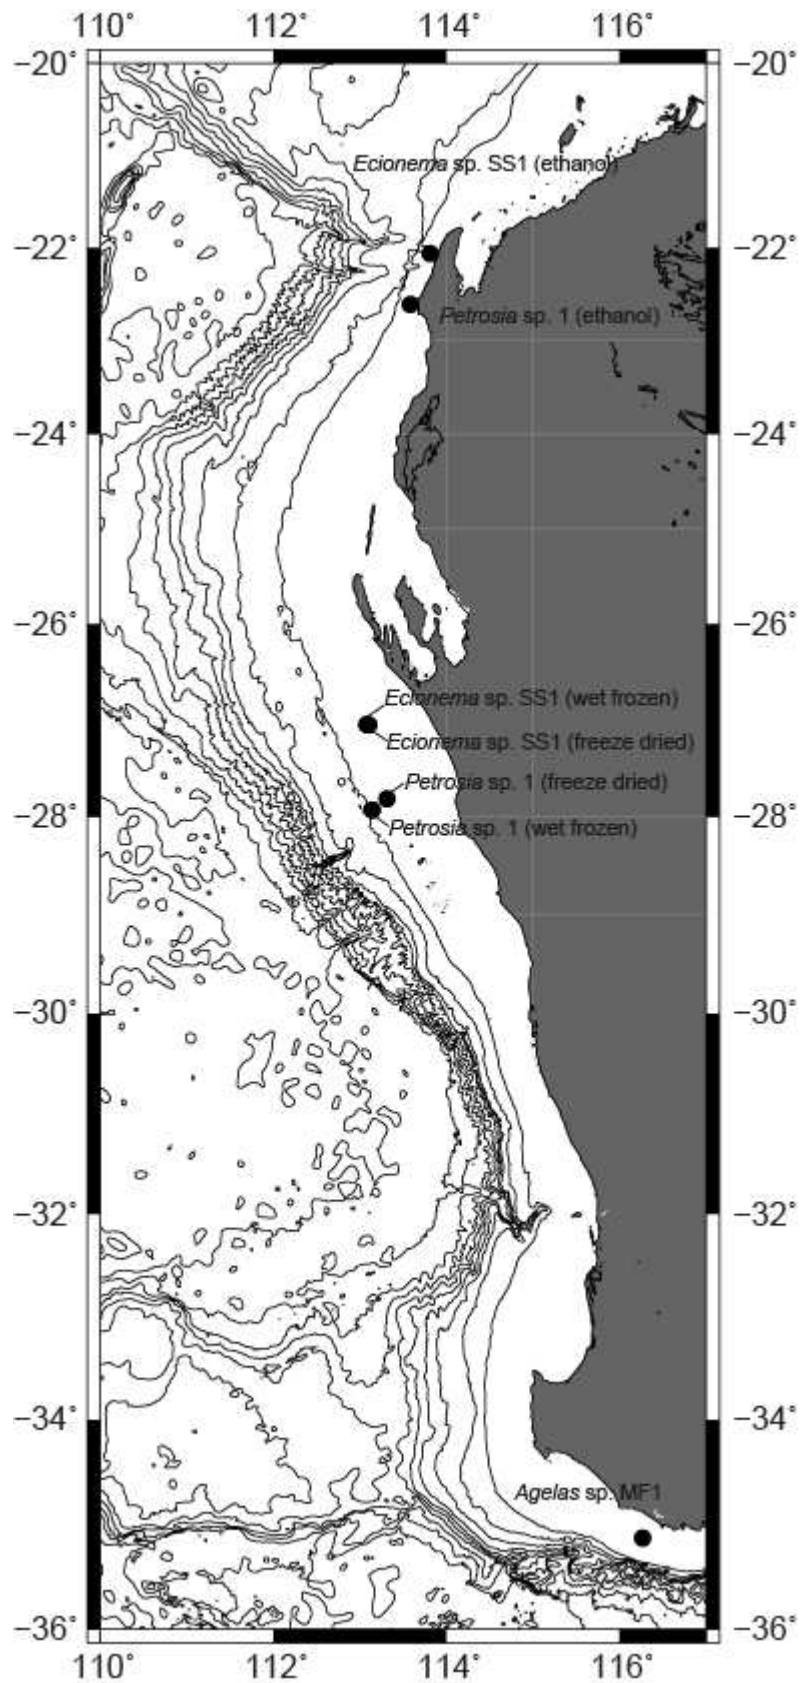 110° 112° 114° 116°
−20° −20°
Ecionema sp. SS1 (ethanol)
−22° −22°
Petrosia sp. 1 (ethanol)
−24° −24°
−26° −26°
Ecionema sp. SS1 (wet frozen)
Ecionema sp. SS1 (freeze dried)
Petrosia sp. 1 (freeze dried)
−28° −28°
Petrosia sp. 1 (wet frozen)
−30° −30°
−32° −32°
−34° −34°
Agelas sp. MF1
−36° −36°
110° 112° 114° 116°